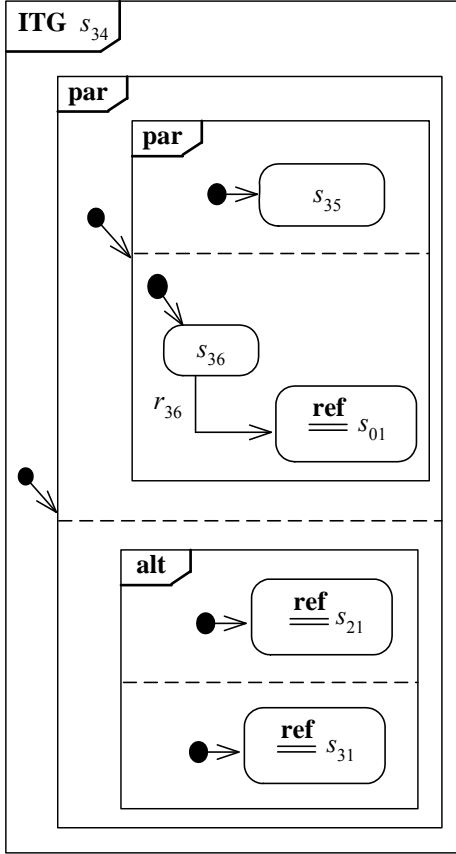 ITG s₃₄
par
par
s₃₅
s₃₆
r₃₆
ref
s₀₁
alt
ref
s₂₁
ref
s₃₁